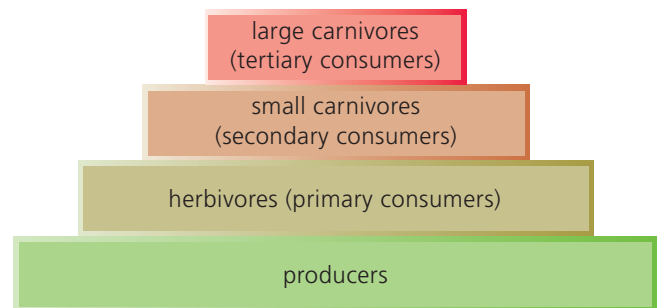 large carnivores
(tertiary consumers)
small carnivores
(secondary consumers)
herbivores (primary consumers)
producers